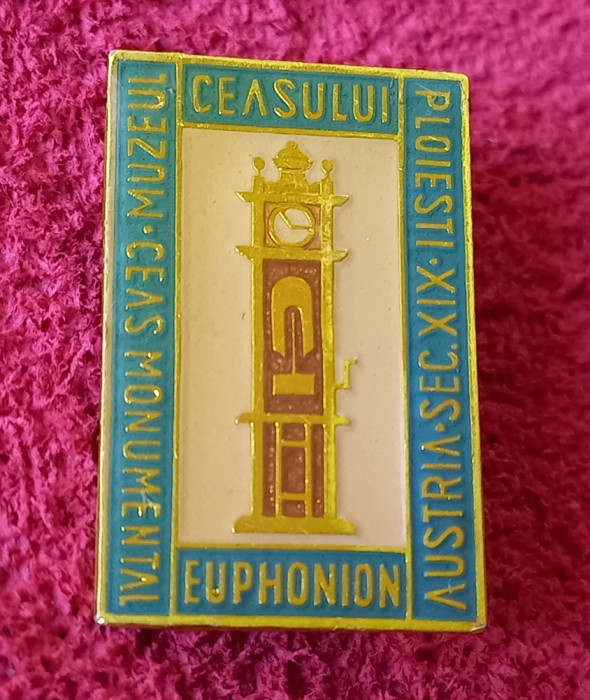 MUZEUL
CEASULUI
PLOIESTI
CEAS MONUMENTAL
EUPHONION
AUSTRIA·SEC.XIX